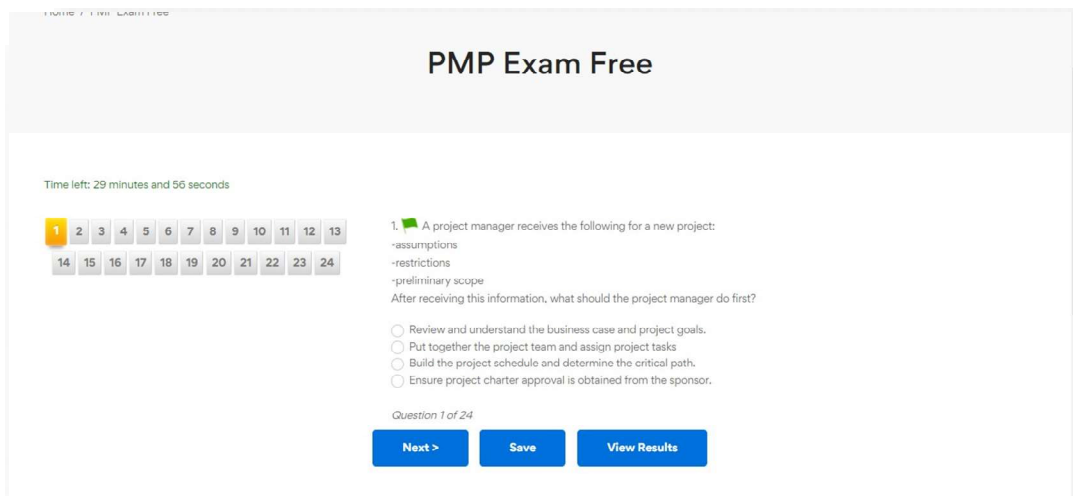 Home / PMP Exam Free
PMP Exam Free
Time left: 29 minutes and 56 seconds
1 2 3 4 5 6 7 8 9 10 11 12 13
14 15 16 17 18 19 20 21 22 23 24
1. A project manager receives the following for a new project:
-assumptions
-restrictions
-preliminary scope
After receiving this information, what should the project manager do first?
Review and understand the business case and project goals.
Put together the project team and assign project tasks
Build the project schedule and determine the critical path.
Ensure project charter approval is obtained from the sponsor.
Question 1 of 24
Next >
Save
View Results